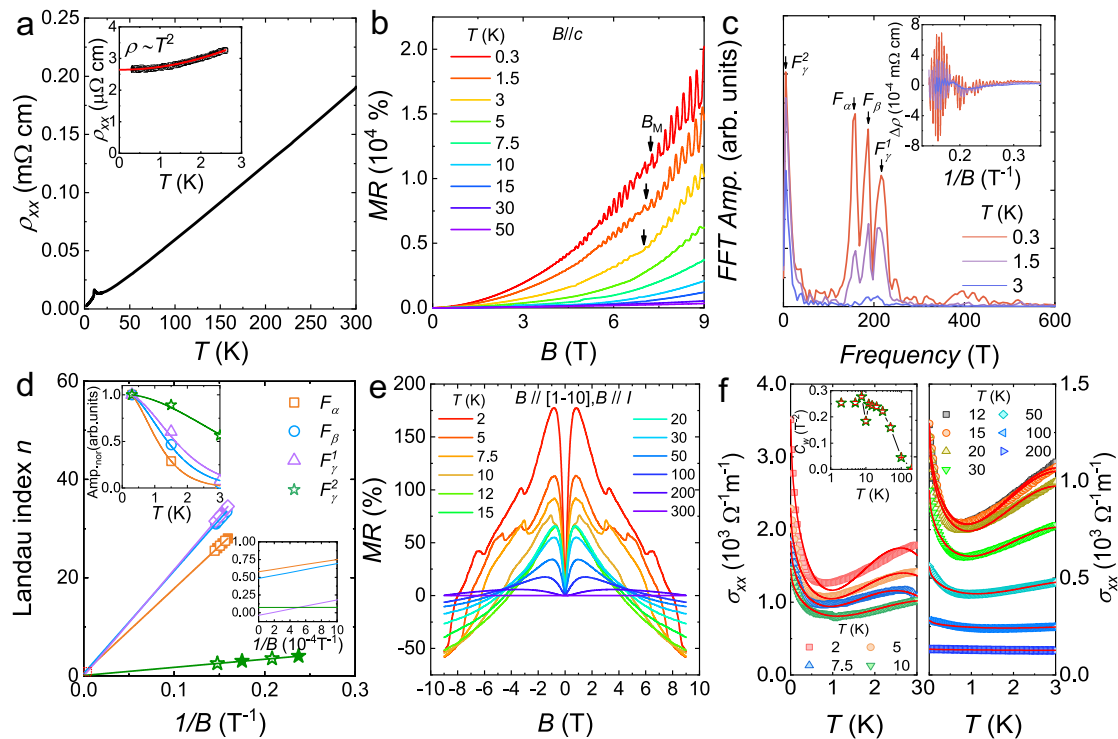 a
0.25
0.20
0.15
0.10
0.05
0.00
ρxx (mΩ cm)
0 50 100 150 200 250 300
T (K)
ρ ~T²
4
3
2
1
0
ρxx (μΩ cm)
0 1 2 3
T (K)
b
2.0
1.5
1.0
0.5
0.0
MR (10⁴ %)
T (K)
0.3
1.5
3
5
7.5
10
15
30
50
B//c
BM
0 3 6 9
B (T)
c
FFT Amp. (arb. units)
Fγ²
Fα
Fβ
Fγ¹
8
4
0
-4
-8
Δρ (10⁻⁴ mΩ cm)
0.2 0.3
1/B (T⁻¹)
T (K)
0.3
1.5
3
0 200 400 600
Frequency (T)
d
60
40
20
0
Landau index n
1.0
0.5
0.0
Amp.nor(arb.units)
0 1 2 3
T (K)
Fα
Fβ
Fγ¹
Fγ²
1.00
0.75
0.50
0.25
0.00
0 2 4 6 8 10
1/B (10⁻⁴T⁻¹)
0.0 0.1 0.2 0.3
1/B (T⁻¹)
e
200
150
100
50
0
-50
MR (%)
T (K)
B // [1-10],B // I
2
5
7.5
10
12
15
20
30
50
100
200
300
-10 -8 -6 -4 -2 0 2 4 6 8 10
B (T)
f
4.0
3.0
2.0
1.0
0.0
σxx (10³ Ω⁻¹m⁻¹)
0.3
0.2
0.1
0.0
Cw(T⁻²)
1 10 100
T (K)
T (K)
2 5
7.5 10
0 1 2 3
T (K)
T (K)
12 50
15 100
20 200
30
1.5
1.0
0.5
0.0
σxx (10³ Ω⁻¹m⁻¹)
0 1 2 3
T (K)